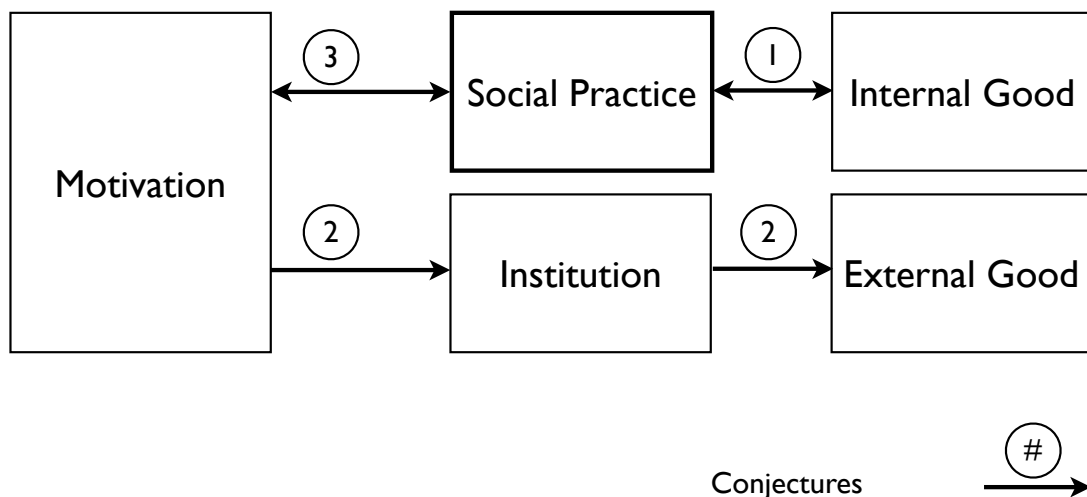 3
1
Social Practice
Internal Good
Motivation
2
2
Institution
External Good
#
Conjectures